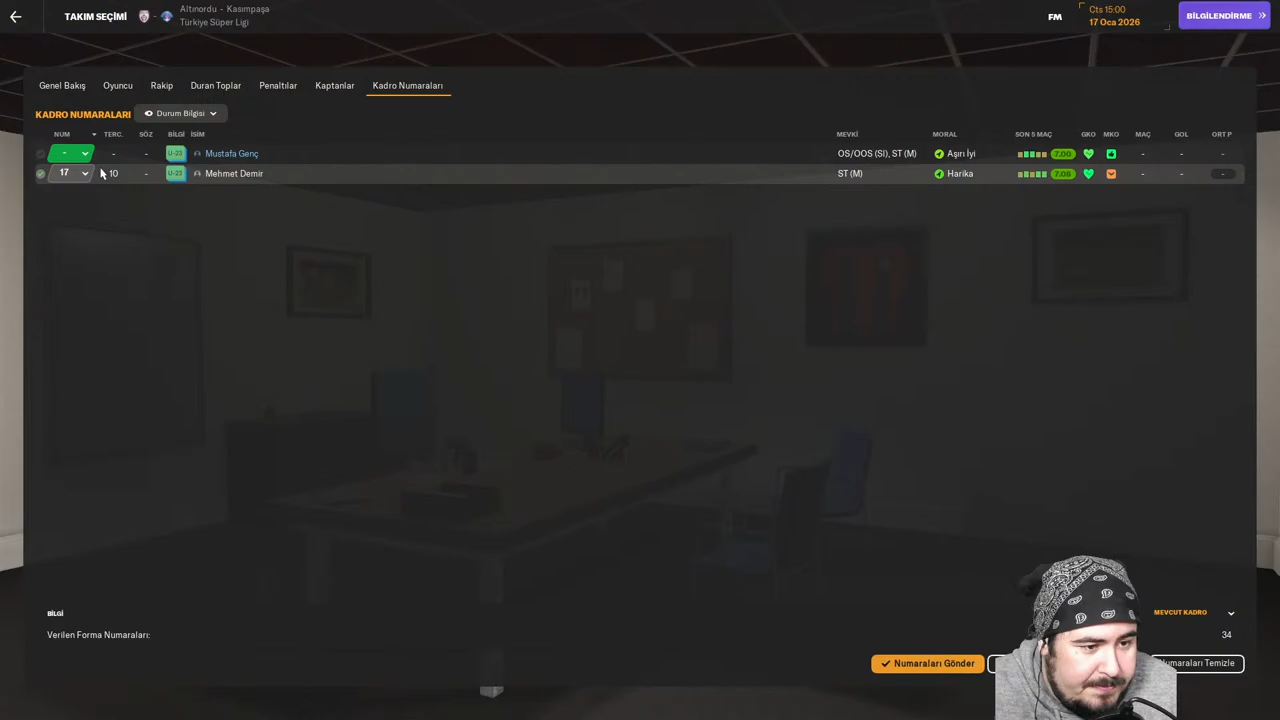 TAKIM SEÇİMİ
Altınordu - Kasımpaşa
Türkiye Süper Ligi
FM
Cts 15:00
17 Oca 2026
BİLGİLENDİRME
Genel Bakış Oyuncu Rakip Duran Toplar Penaltılar Kaptanlar Kadro Numaraları
KADRO NUMARALARI Durum Bilgisi
NUM TERC. SÖZ BİLGİ İSİM MEVKİ MORAL SON 5 MAÇ GKO MKO MAÇ GOL ORT P
- - - U-23 Mustafa Genç OS/OOS (Sl), ST (M) Aşırı İyi 7.00 - - -
17 10 - U-23 Mehmet Demir ST (M) Harika 7.08 - - -
BİLGİ
MEVCUT KADRO
Verilen Forma Numaraları:
34
Numaraları Gönder
Numaraları Temizle